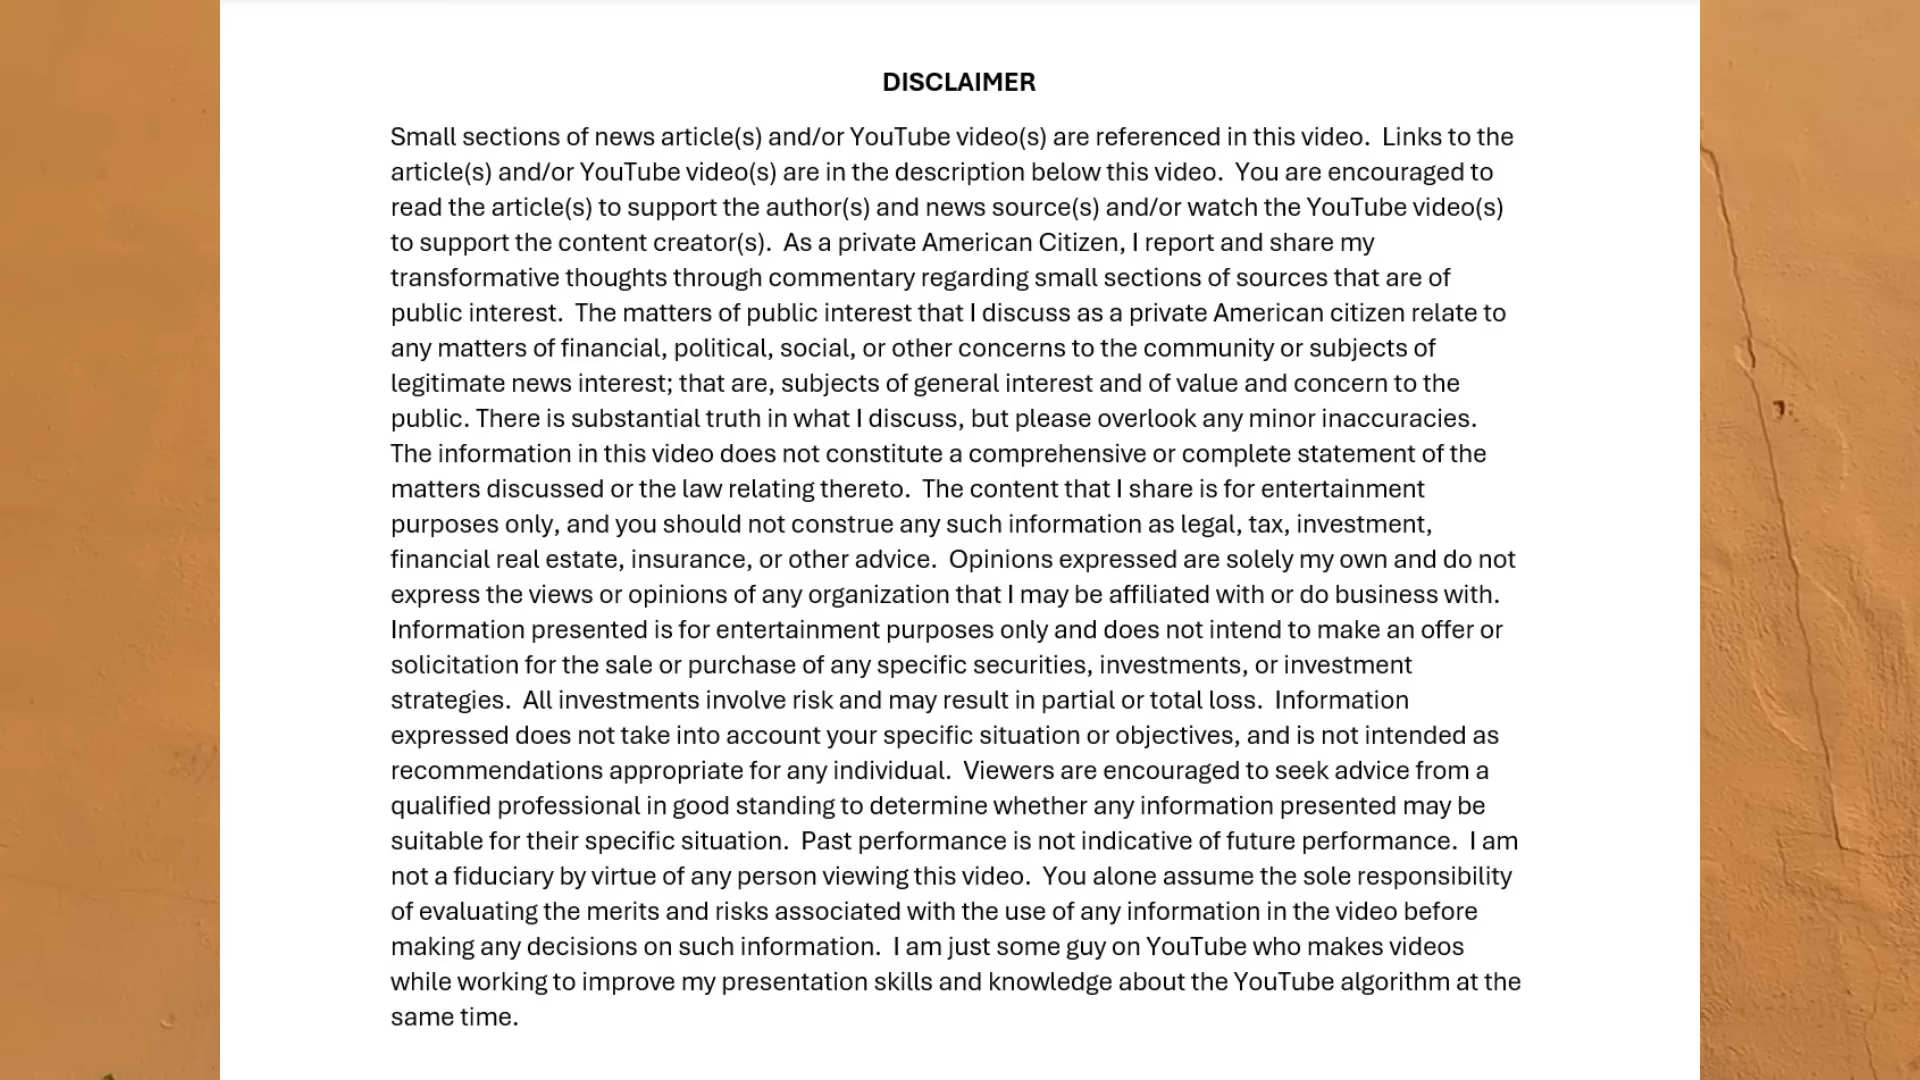 DISCLAIMER
Small sections of news article(s) and/or YouTube video(s) are referenced in this video.  Links to the
article(s) and/or YouTube video(s) are in the description below this video.  You are encouraged to
read the article(s) to support the author(s) and news source(s) and/or watch the YouTube video(s)
to support the content creator(s).  As a private American Citizen, I report and share my
transformative thoughts through commentary regarding small sections of sources that are of
public interest.  The matters of public interest that I discuss as a private American citizen relate to
any matters of financial, political, social, or other concerns to the community or subjects of
legitimate news interest; that are, subjects of general interest and of value and concern to the
public. There is substantial truth in what I discuss, but please overlook any minor inaccuracies.
The information in this video does not constitute a comprehensive or complete statement of the
matters discussed or the law relating thereto.  The content that I share is for entertainment
purposes only, and you should not construe any such information as legal, tax, investment,
financial real estate, insurance, or other advice.  Opinions expressed are solely my own and do not
express the views or opinions of any organization that I may be affiliated with or do business with.
Information presented is for entertainment purposes only and does not intend to make an offer or
solicitation for the sale or purchase of any specific securities, investments, or investment
strategies.  All investments involve risk and may result in partial or total loss.  Information
expressed does not take into account your specific situation or objectives, and is not intended as
recommendations appropriate for any individual.  Viewers are encouraged to seek advice from a
qualified professional in good standing to determine whether any information presented may be
suitable for their specific situation.  Past performance is not indicative of future performance.  I am
not a fiduciary by virtue of any person viewing this video.  You alone assume the sole responsibility
of evaluating the merits and risks associated with the use of any information in the video before
making any decisions on such information.  I am just some guy on YouTube who makes videos
while working to improve my presentation skills and knowledge about the YouTube algorithm at the
same time.